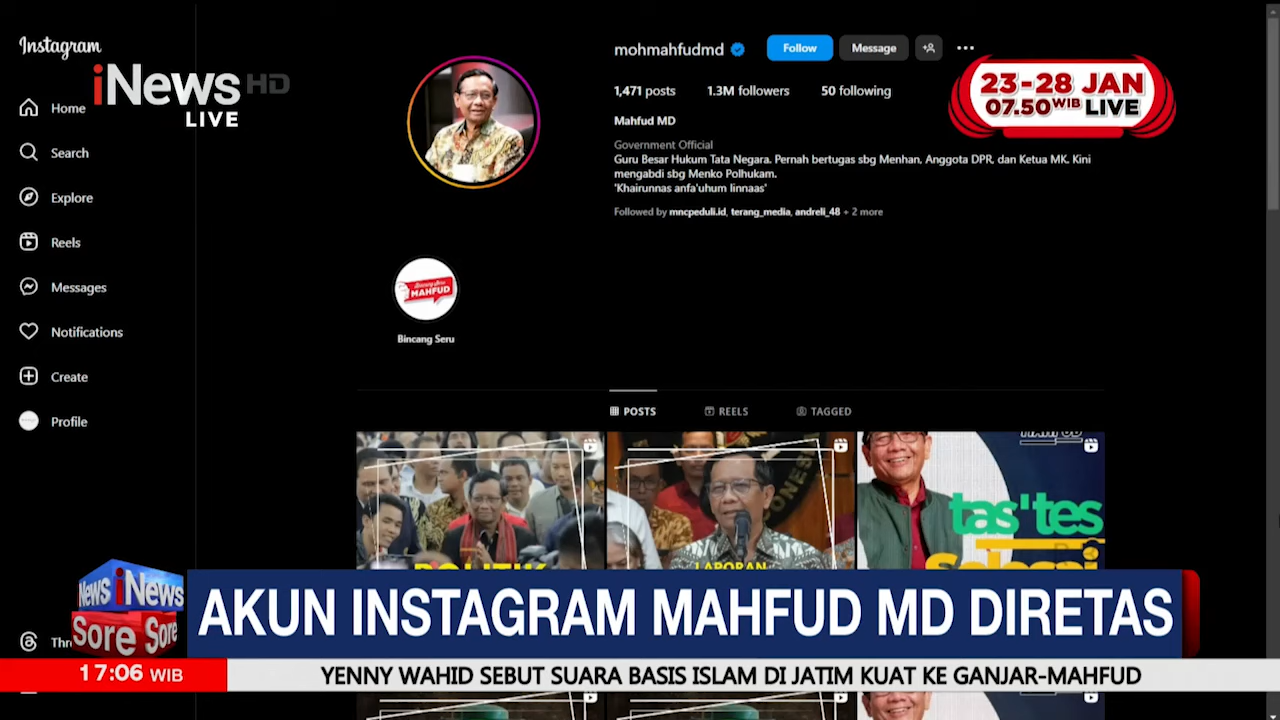 Instagram
iNews HD
LIVE
Home
Search
Explore
Reels
Messages
Notifications
Create
Profile
mohmahfudmd
Follow
Message
1,471 posts
1.3M followers
50 following
Mahfud MD
Government Official
Guru Besar Hukum Tata Negara. Pernah bertugas sbg Menhan, Anggota DPR, dan Ketua MK. Kini
mengabdi sbg Menko Polhukam.
'Khairunnas anfa'uhum linnaas'
Followed by mncpeduli.id, terang_media, andreli_48 + 2 more
23-28 JAN
07.50 WIB LIVE
MAHFUD
Bincang Seru
POSTS
REELS
TAGGED
POLITIK
LAPORAN
tas'tes
News iNews
Sore Sore
AKUN INSTAGRAM MAHFUD MD DIRETAS
17:06 WIB
YENNY WAHID SEBUT SUARA BASIS ISLAM DI JATIM KUAT KE GANJAR-MAHFUD